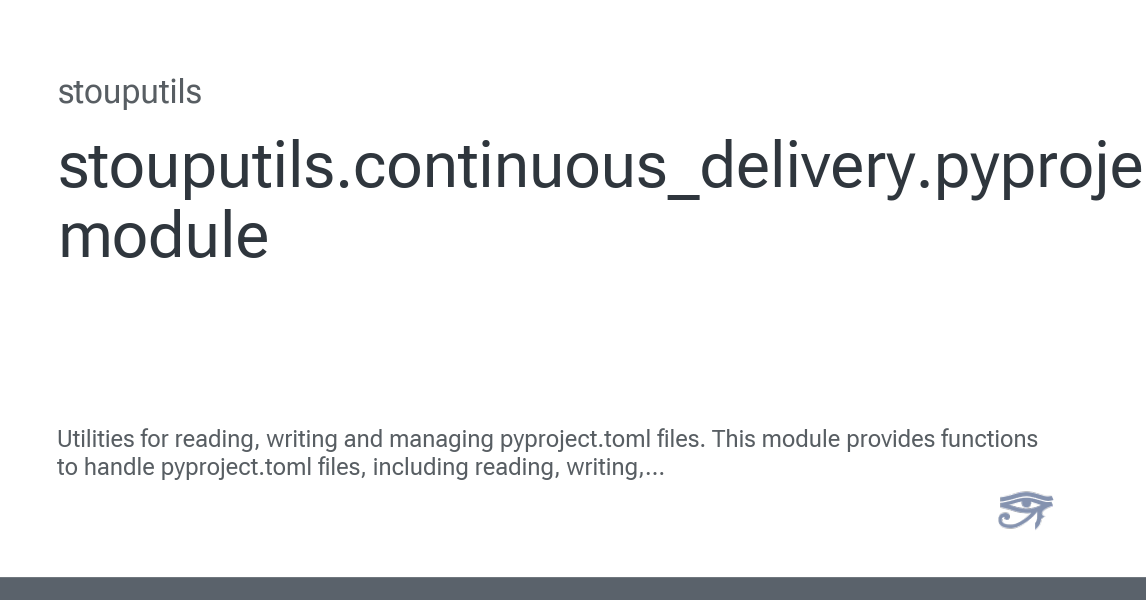 stouputils
stouputils.continuous_delivery.pyproje
module
Utilities for reading, writing and managing pyproject.toml files. This module provides functions
to handle pyproject.toml files, including reading, writing,...